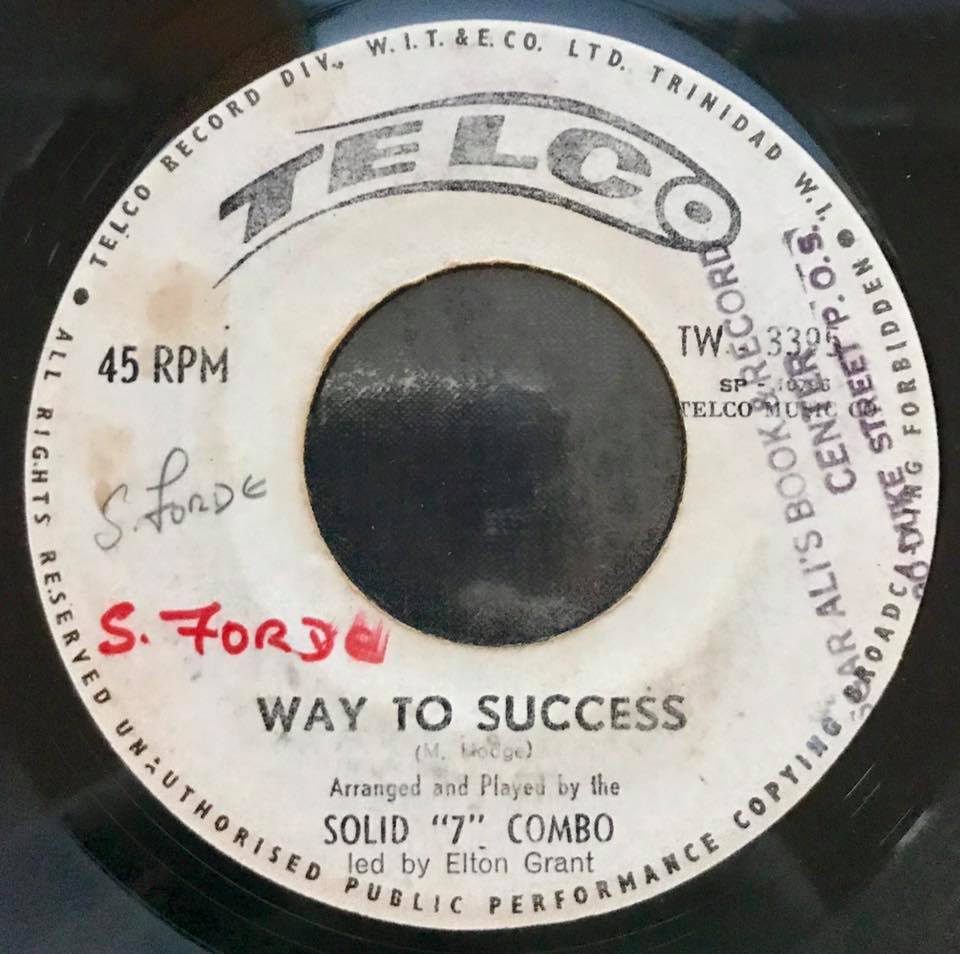 TELCO RECORD DIV., W.I.T. & E. CO. LTD. TRINIDAD W.I.
TELCO
45 RPM
TW.
SP -
TELCO MUSIC
S. FORDE
S. FORDE
WAY TO SUCCESS
(M. Hodge)
Arranged and Played by the
SOLID "7" COMBO
led by Elton Grant
ALL RIGHTS RESERVED UNAUTHORISED PUBLIC PERFORMANCE COPYING BROADCASTING FORBIDDEN
ALI'S BOOK & RECORD
CENTER
DUKE STREET P.O.S.